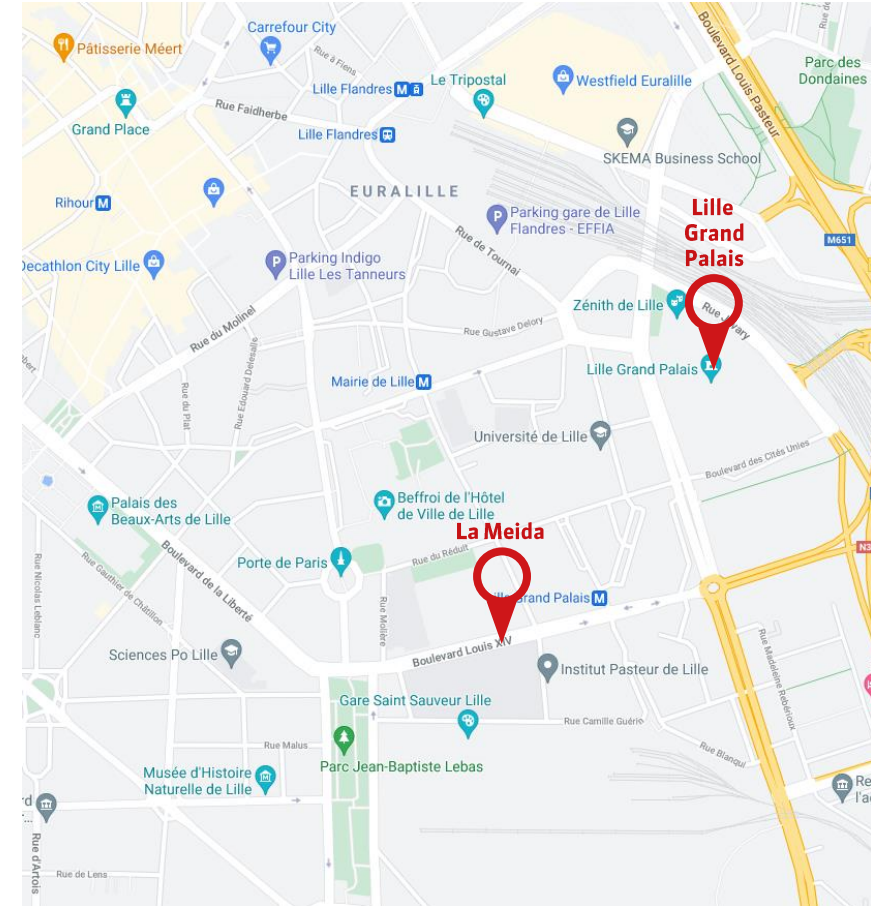 Carrefour City
Pâtisserie Méert
Rue à Fiens
Boulevard Louis Pasteur
Rue de
Parc des
Dondaines
Lille Flandres M
Le Tripostal
Westfield Euralille
Grand Place
Rue Faidherbe
Lille Flandres
SKEMA Business School
EURALILLE
Rihour M
Parking gare de Lille
Flandres - EFFIA
P
Lille
Grand
Palais
M651
Rue de Tournai
Decathlon City Lille
P
Parking Indigo
Lille Les Tanneurs
Zénith de Lille
Rue Javary
Rue du Molinel
Rue Gustave Delory
Rue Edouard Delesalle
Lille Grand Palais
Mairie de Lille M
Rue du Plat
Université de Lille
Boulevard des Cités Unies
Palais des
Beaux-Arts de Lille
Beffroi de l'Hôtel
de Ville de Lille
La Meida
N3
Rue du Réduit
Porte de Paris
Rue Nicolas Leblanc
Rue Gauthier de Châtillon
Boulevard de la Liberté
Rue Molière
Lille Grand Palais M
Boulevard Louis XIV
Sciences Po Lille
Institut Pasteur de Lille
Rue Madeleine Rebérioux
Gare Saint Sauveur Lille
Rue Camille Guérin
Rue Malus
Rue Blanqui
Parc Jean-Baptiste Lebas
Musée d'Histoire
Naturelle de Lille
Re
l'a
rd
Rue d'Artois
Rue de Lens